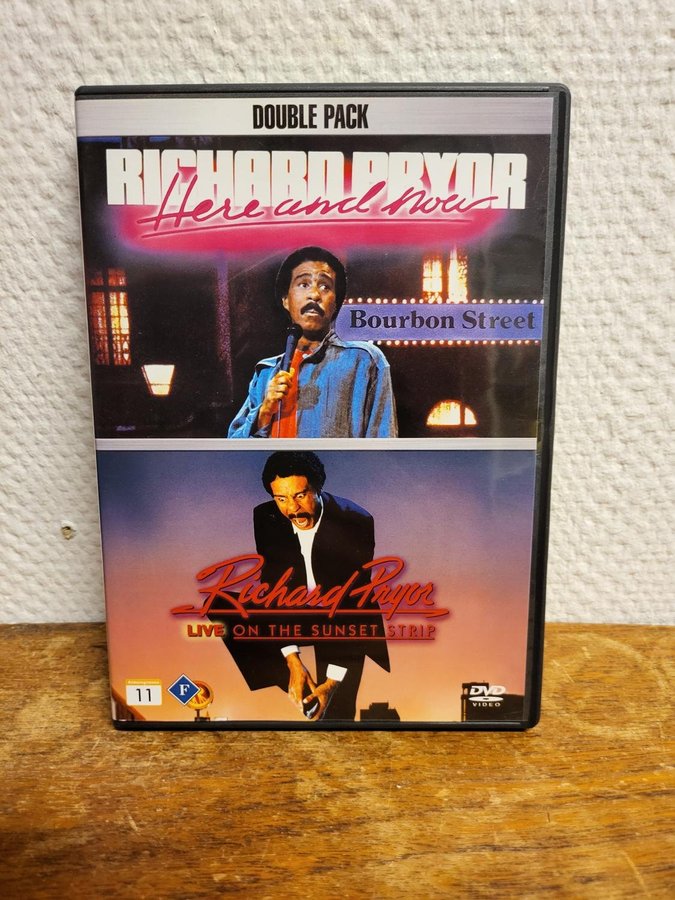 DOUBLE PACK
RICHARD PRYOR
Here and now
Bourbon Street
Richard Pryor
LIVE ON THE SUNSET STRIP
11
F
DVD
VIDEO